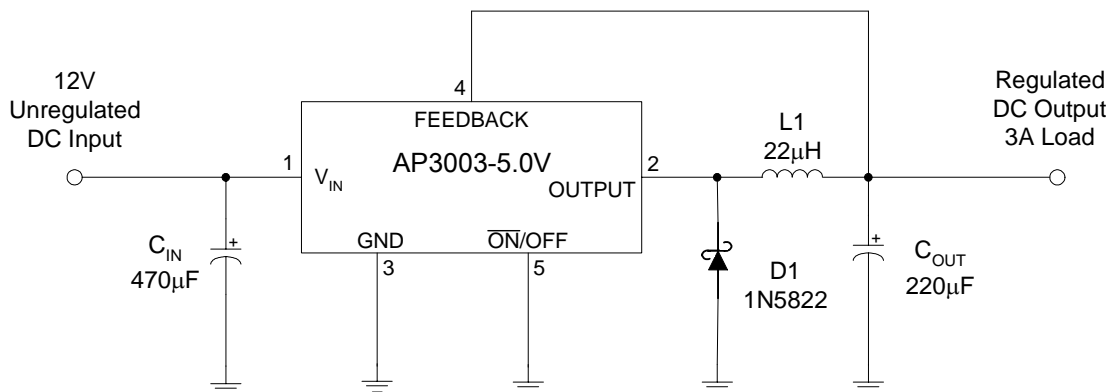 12V
Unregulated
DC Input
4
FEEDBACK
AP3003-5.0V
1
V_IN
2
OUTPUT
GND
O̅N̅/OFF
3
5
C_IN
470μF
+
L1
22μH
D1
1N5822
+
C_OUT
220μF
Regulated
DC Output
3A Load